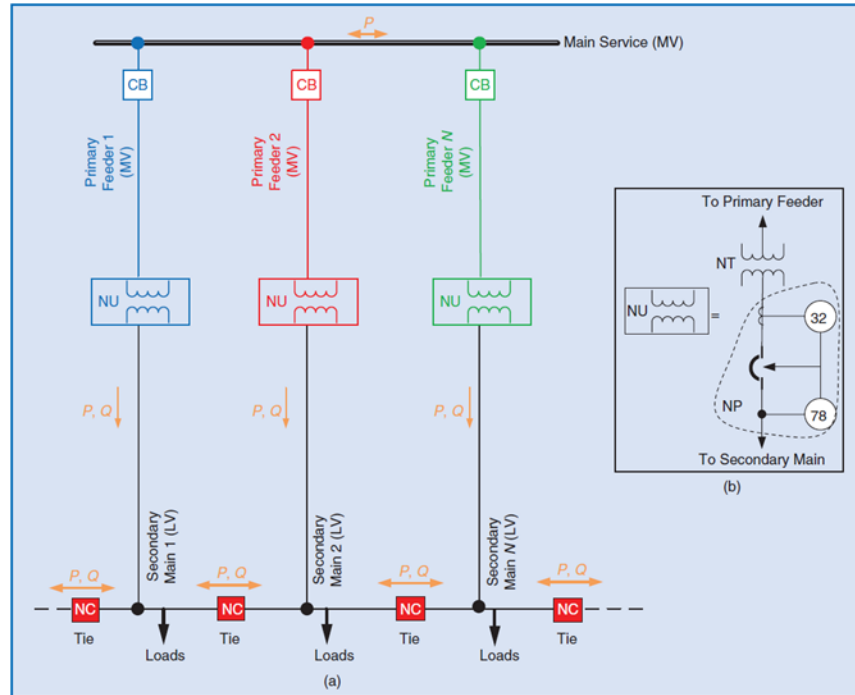 P
Main Service (MV)
CB
CB
CB
Primary
Feeder 1
(MV)
Primary
Feeder 2
(MV)
Primary
Feeder N
(MV)
NU
NU
NU
P, Q
P, Q
P, Q
Secondary
Main 1 (LV)
Secondary
Main 2 (LV)
Secondary
Main N (LV)
P, Q
P, Q
P, Q
P, Q
NC
NC
NC
NC
Tie
Tie
Tie
Tie
Loads
Loads
Loads
(a)
To Primary Feeder
NT
NU
=
32
NP
78
To Secondary Main
(b)